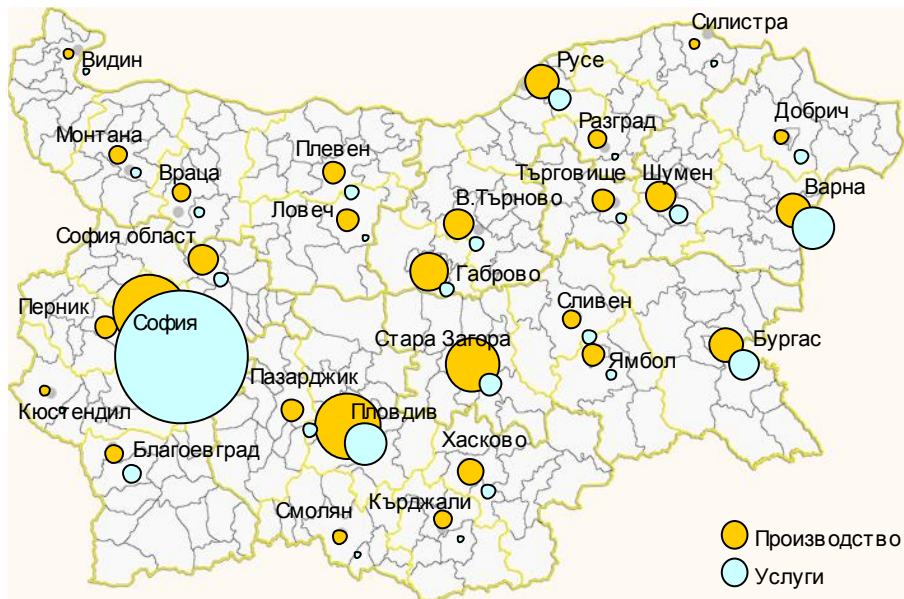 Силистра
Видин
Русе
Добрич
Разград
Монтана
Плевен
Враца
Търговище
Шумен
Варна
Ловеч
В.Търново
София област
Габрово
Перник
Сливен
София
Стара Загора
Бургас
Ямбол
Пазарджик
Кюстендил
Пловдив
Хасково
Благоевград
Кърджали
Смолян
Производство
Услуги